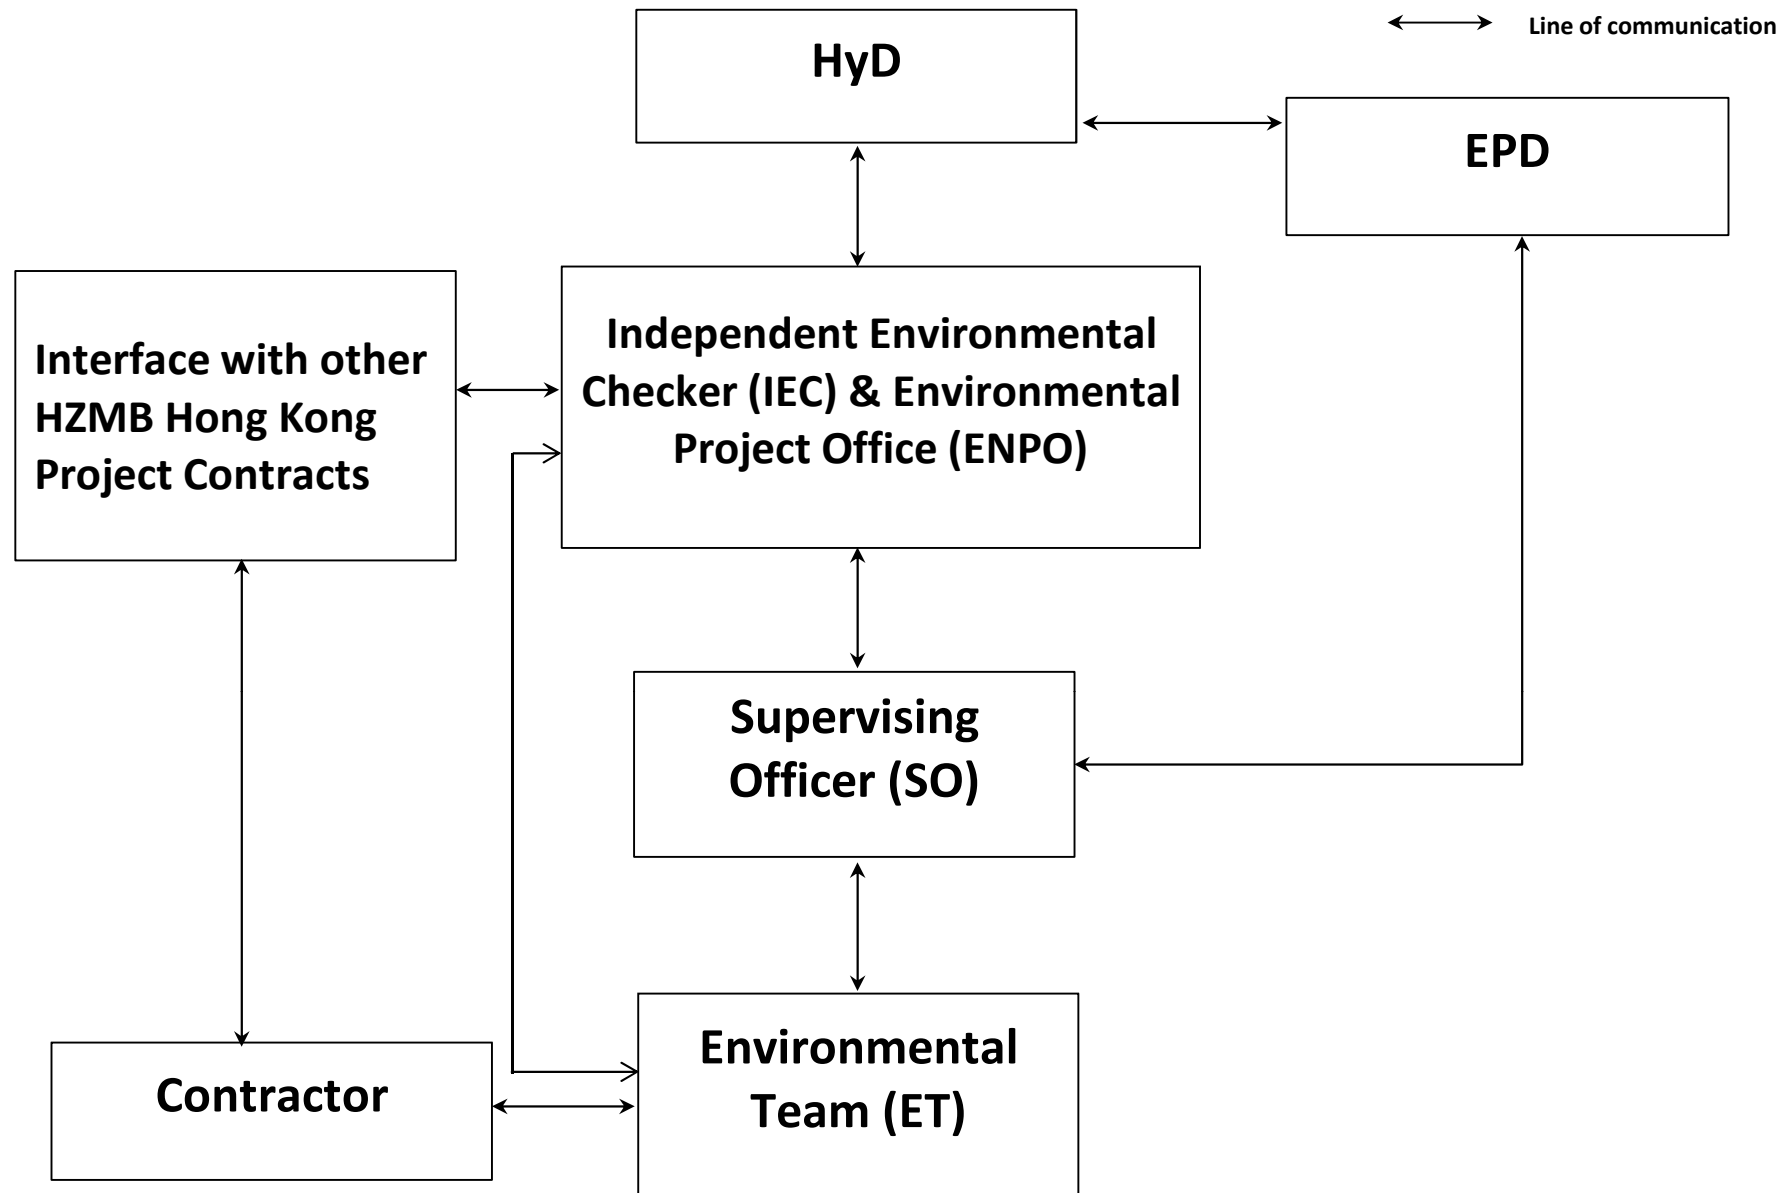 HyD
Line of communication
EPD
Interface with other
HZMB Hong Kong
Project Contracts
Independent Environmental
Checker (IEC) & Environmental
Project Office (ENPO)
Supervising
Officer (SO)
Contractor
Environmental
Team (ET)